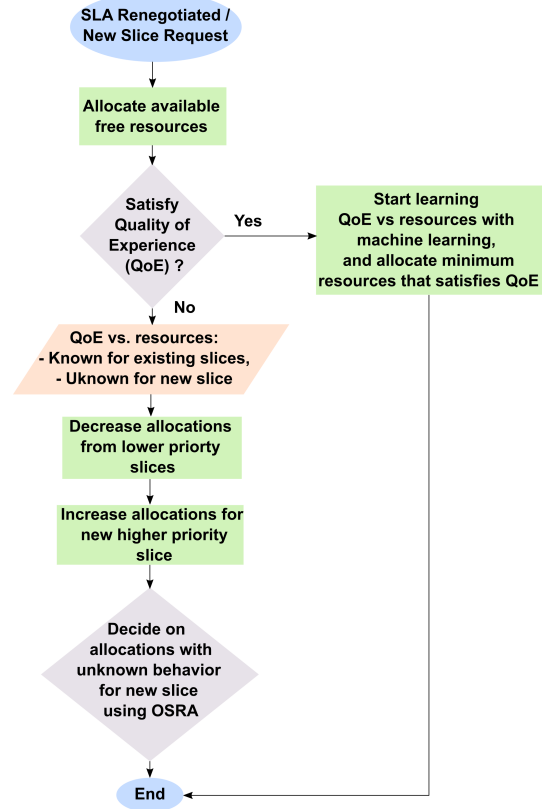 SLA Renegotiated /
New Slice Request
Allocate available
free resources
Satisfy
Quality of
Experience
(QoE) ?
Yes
Start learning
QoE vs resources with
machine learning,
and allocate minimum
resources that satisfies QoE
No
QoE vs. resources:
- Known for existing slices,
- Uknown for new slice
Decrease allocations
from lower priorty
slices
Increase allocations for
new higher priority
slice
Decide on
allocations with
unknown behavior
for new slice
using OSRA
End